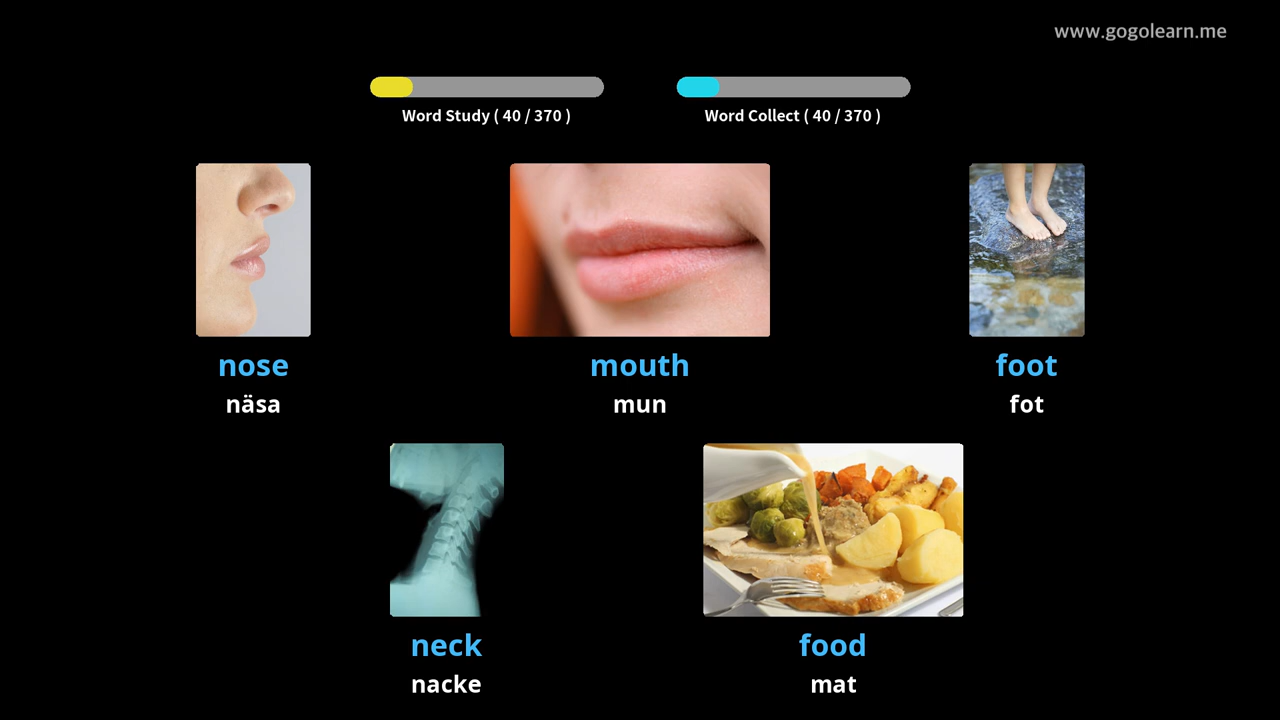 www.gogolearn.me
Word Study ( 40 / 370 )
Word Collect ( 40 / 370 )
nose
näsa
mouth
mun
foot
fot
neck
nacke
food
mat